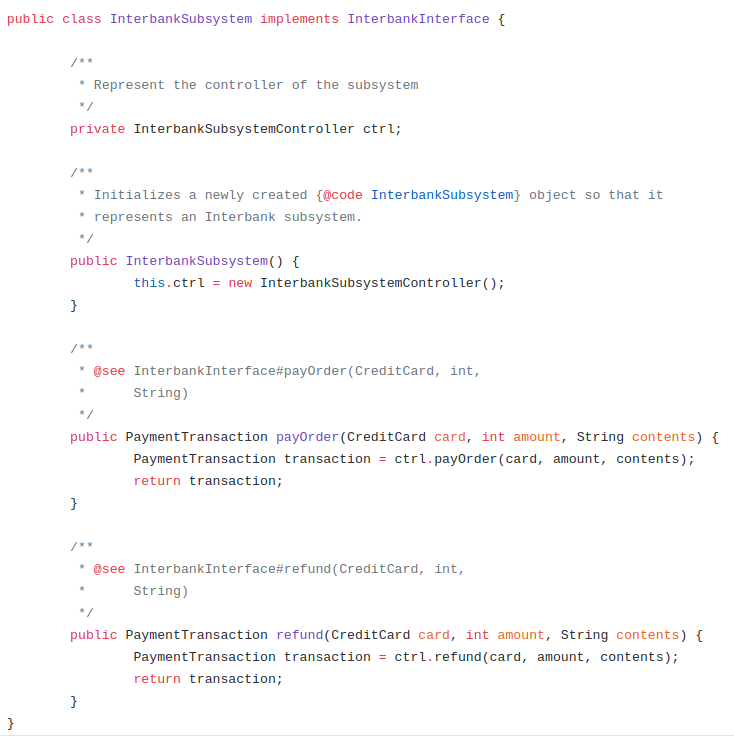 public class InterbankSubsystem implements InterbankInterface {
/**
* Represent the controller of the subsystem
*/
private InterbankSubsystemController ctrl;
/**
* Initializes a newly created {@code InterbankSubsystem} object so that it
* represents an Interbank subsystem.
*/
public InterbankSubsystem() {
this.ctrl = new InterbankSubsystemController();
}
/**
* @see InterbankInterface#payOrder(CreditCard, int,
*      String)
*/
public PaymentTransaction payOrder(CreditCard card, int amount, String contents) {
PaymentTransaction transaction = ctrl.payOrder(card, amount, contents);
return transaction;
}
/**
* @see InterbankInterface#refund(CreditCard, int,
*      String)
*/
public PaymentTransaction refund(CreditCard card, int amount, String contents) {
PaymentTransaction transaction = ctrl.refund(card, amount, contents);
return transaction;
}
}